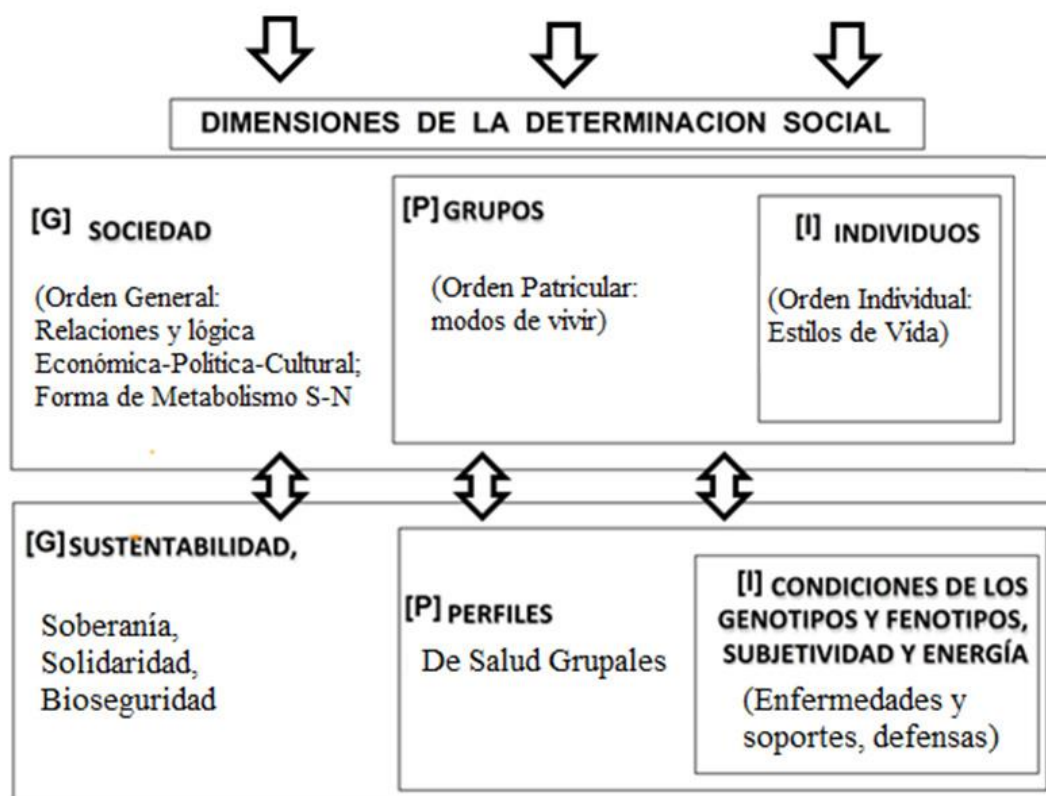 DIMENSIONES DE LA DETERMINACION SOCIAL
[G] SOCIEDAD
(Orden General:
Relaciones y lógica
Económica-Política-Cultural;
Forma de Metabolismo S-N
[P] GRUPOS
(Orden Patricular:
modos de vivir)
[I] INDIVIDUOS
(Orden Individual:
Estilos de Vida)
[G] SUSTENTABILIDAD,
Soberanía,
Solidaridad,
Bioseguridad
[P] PERFILES
De Salud Grupales
[I] CONDICIONES DE LOS
GENOTIPOS Y FENOTIPOS,
SUBJETIVIDAD Y ENERGÍA
(Enfermedades y
soportes, defensas)